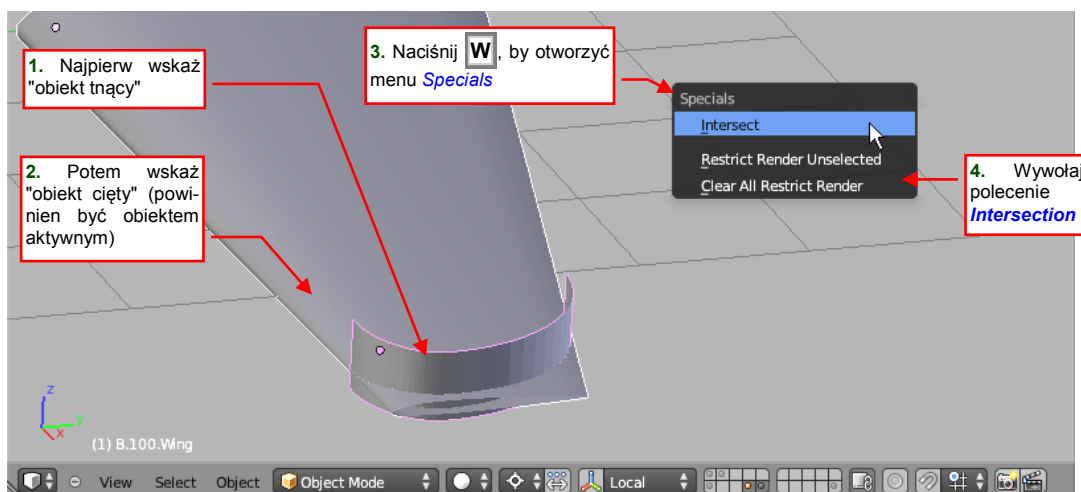 1. Najpierw wskaż
"obiekt tnący"
2. Potem wskaż
"obiekt cięty" (powi-
nien być obiektem
aktywnym)
3. Naciśnij W, by otworzyć
menu Specials
Specials
Intersect
Restrict Render Unselected
Clear All Restrict Render
4. Wywołaj
polecenie
Intersection
z
y
x
(1) B.100.Wing
View Select Object Object Mode Local